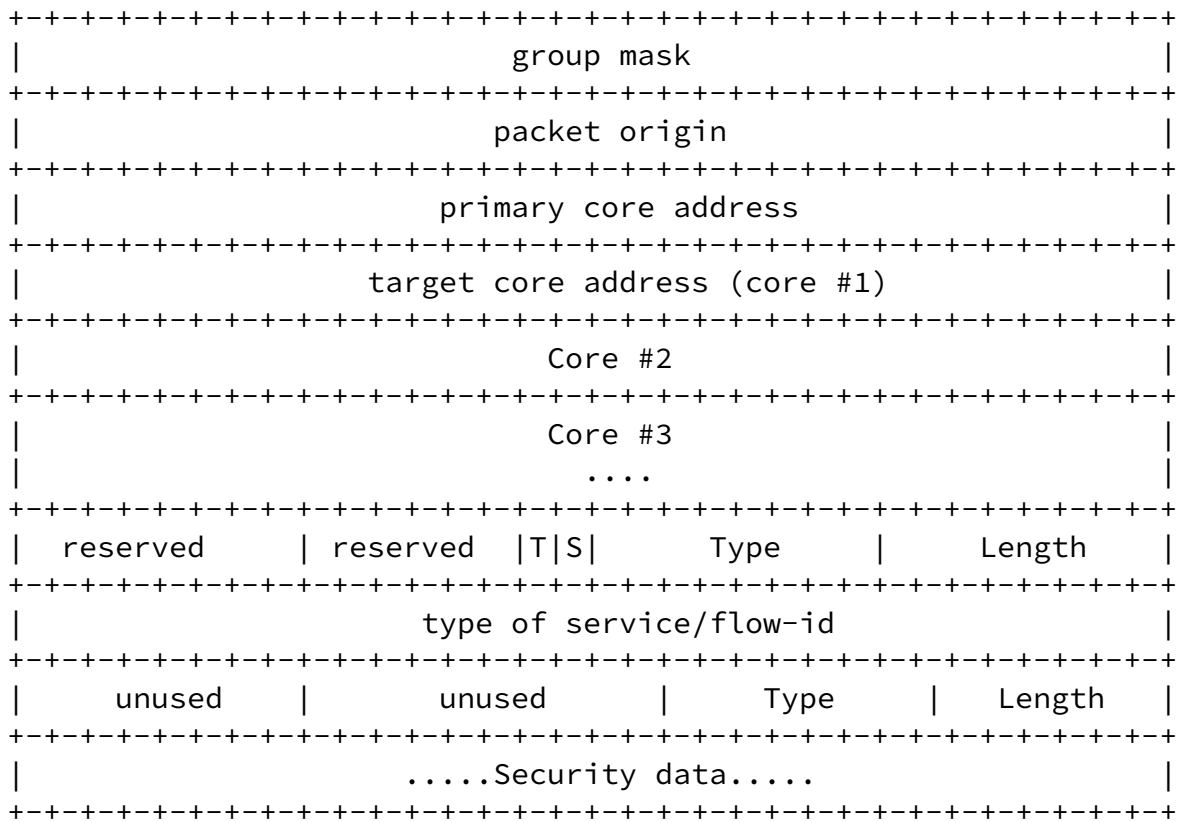 +-+-+-+-+-+-+-+-+-+-+-+-+-+-+-+-+-+-+-+-+-+-+-+-+-+-+-+-+-+-+-+-+
| group mask |
+-+-+-+-+-+-+-+-+-+-+-+-+-+-+-+-+-+-+-+-+-+-+-+-+-+-+-+-+-+-+-+-+
| packet origin |
+-+-+-+-+-+-+-+-+-+-+-+-+-+-+-+-+-+-+-+-+-+-+-+-+-+-+-+-+-+-+-+-+
| primary core address |
+-+-+-+-+-+-+-+-+-+-+-+-+-+-+-+-+-+-+-+-+-+-+-+-+-+-+-+-+-+-+-+-+
| target core address (core #1) |
+-+-+-+-+-+-+-+-+-+-+-+-+-+-+-+-+-+-+-+-+-+-+-+-+-+-+-+-+-+-+-+-+
| Core #2 |
+-+-+-+-+-+-+-+-+-+-+-+-+-+-+-+-+-+-+-+-+-+-+-+-+-+-+-+-+-+-+-+-+
| Core #3 |
| .... |
+-+-+-+-+-+-+-+-+-+-+-+-+-+-+-+-+-+-+-+-+-+-+-+-+-+-+-+-+-+-+-+-+
| reserved | reserved |T|S| Type | Length |
+-+-+-+-+-+-+-+-+-+-+-+-+-+-+-+-+-+-+-+-+-+-+-+-+-+-+-+-+-+-+-+-+
| type of service/flow-id |
+-+-+-+-+-+-+-+-+-+-+-+-+-+-+-+-+-+-+-+-+-+-+-+-+-+-+-+-+-+-+-+-+
| unused | unused | Type | Length |
+-+-+-+-+-+-+-+-+-+-+-+-+-+-+-+-+-+-+-+-+-+-+-+-+-+-+-+-+-+-+-+-+
| .....Security data..... |
+-+-+-+-+-+-+-+-+-+-+-+-+-+-+-+-+-+-+-+-+-+-+-+-+-+-+-+-+-+-+-+-+